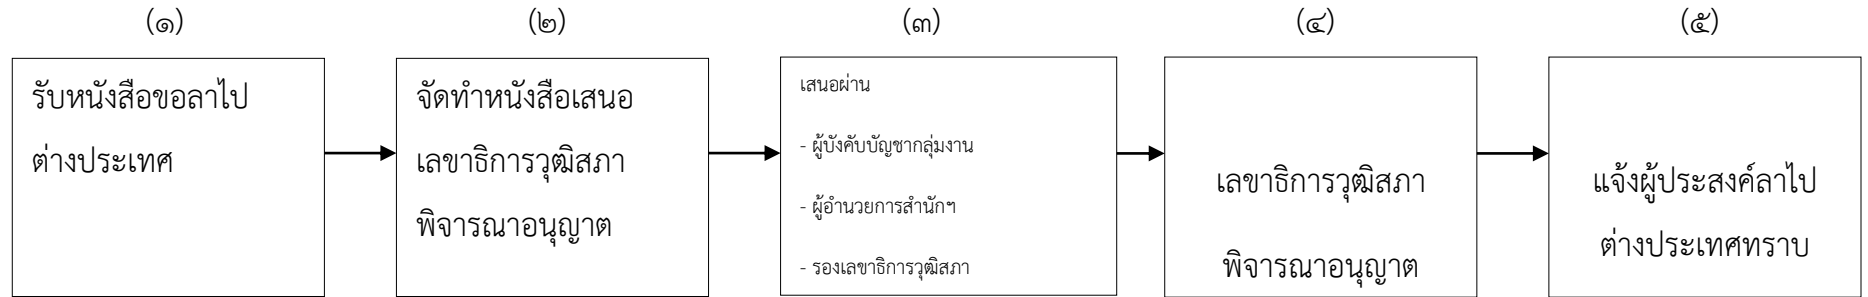 (๑) (๒) (๓) (๔) (๕)
รับหนังสือขอลาไป
ต่างประเทศ
จัดทำหนังสือเสนอ
เลขาธิการวุฒิสภา
พิจารณาอนุญาต
เสนอผ่าน
- ผู้บังคับบัญชากลุ่มงาน
- ผู้อำนวยการสำนักฯ
- รองเลขาธิการวุฒิสภา
เลขาธิการวุฒิสภา
พิจารณาอนุญาต
แจ้งผู้ประสงค์ลาไป
ต่างประเทศทราบ